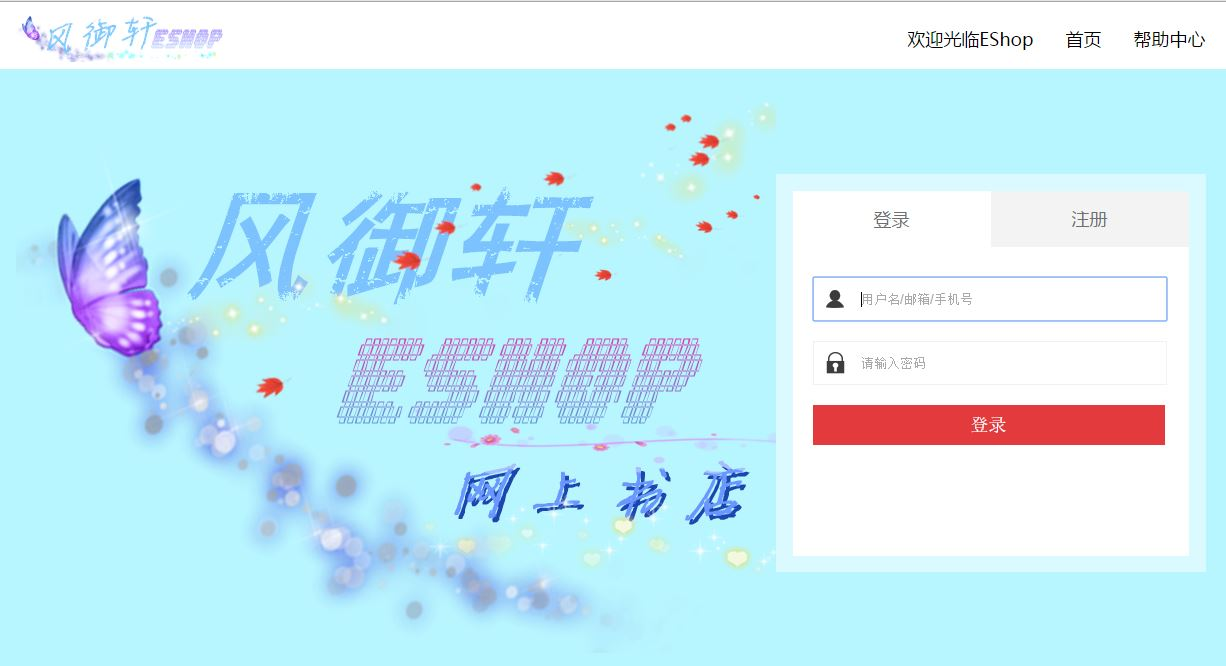 风御轩ESHOP
欢迎光临EShop 首页 帮助中心
风御轩
ESHOP
网上书店
登录 注册
用户名/邮箱/手机号
请输入密码
登录